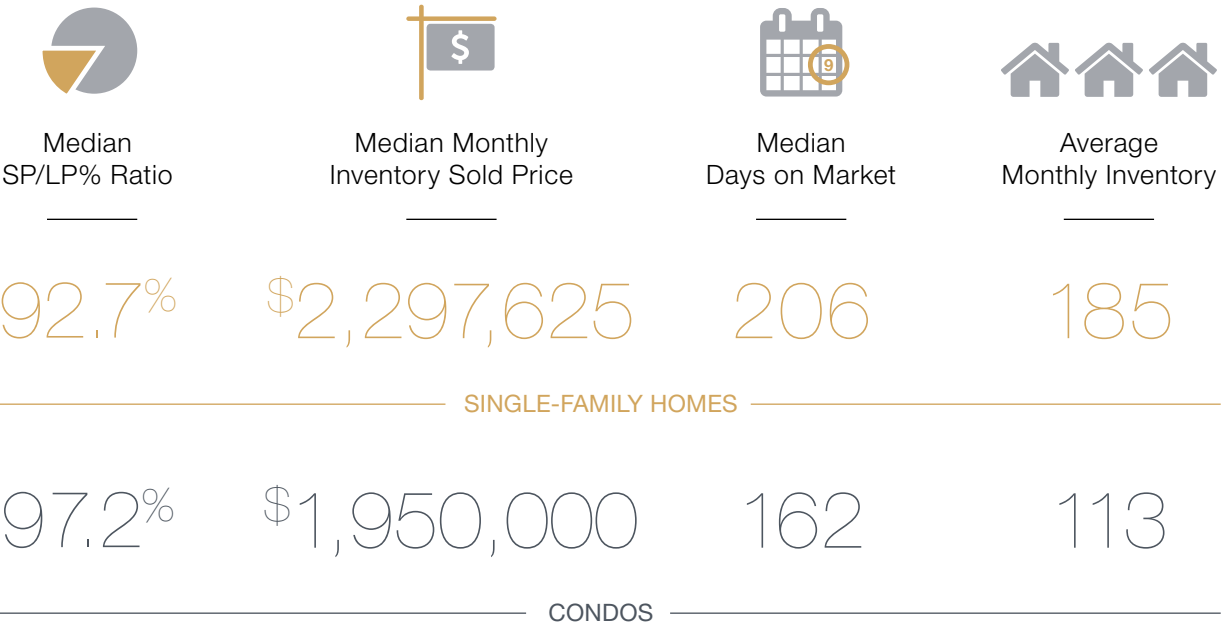 $
9
Median
SP/LP% Ratio
Median Monthly
Inventory Sold Price
Median
Days on Market
Average
Monthly Inventory
92.7%
$2,297,625
206
185
SINGLE-FAMILY HOMES
97.2%
$1,950,000
162
113
CONDOS